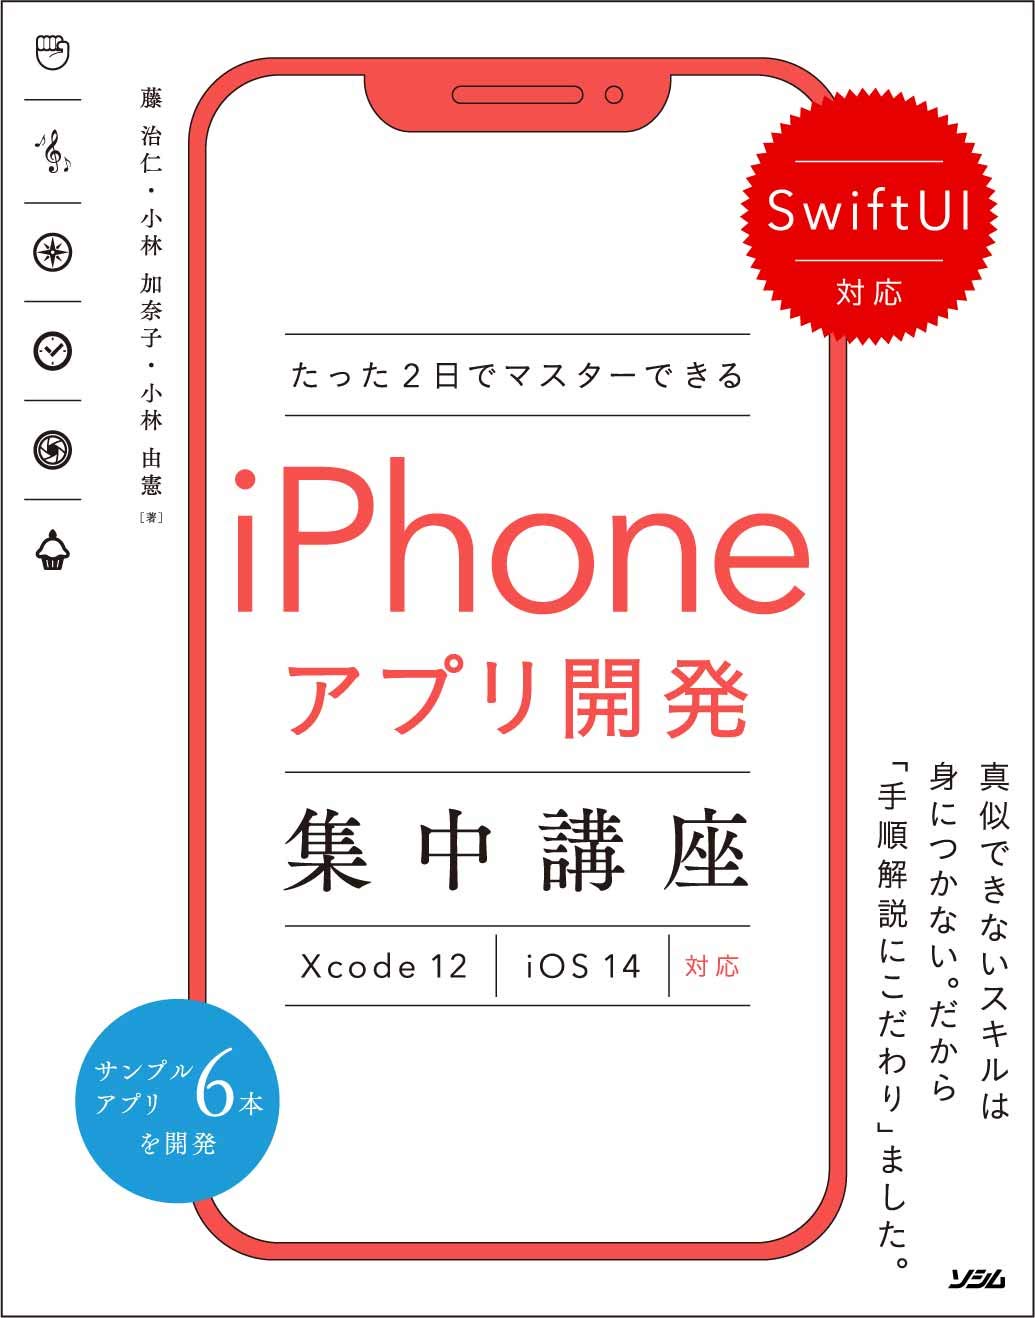 藤 治仁・小林 加奈子・小林 由憲[著]
SwiftUI
対応
たった2日でマスターできる
iPhone
アプリ開発
集中講座
Xcode 12
iOS 14
対応
真似できないスキルは
身につかない。だから
「手順解説にこだわり」ました。
サンプル
アプリ
6本
を開発
ソシム